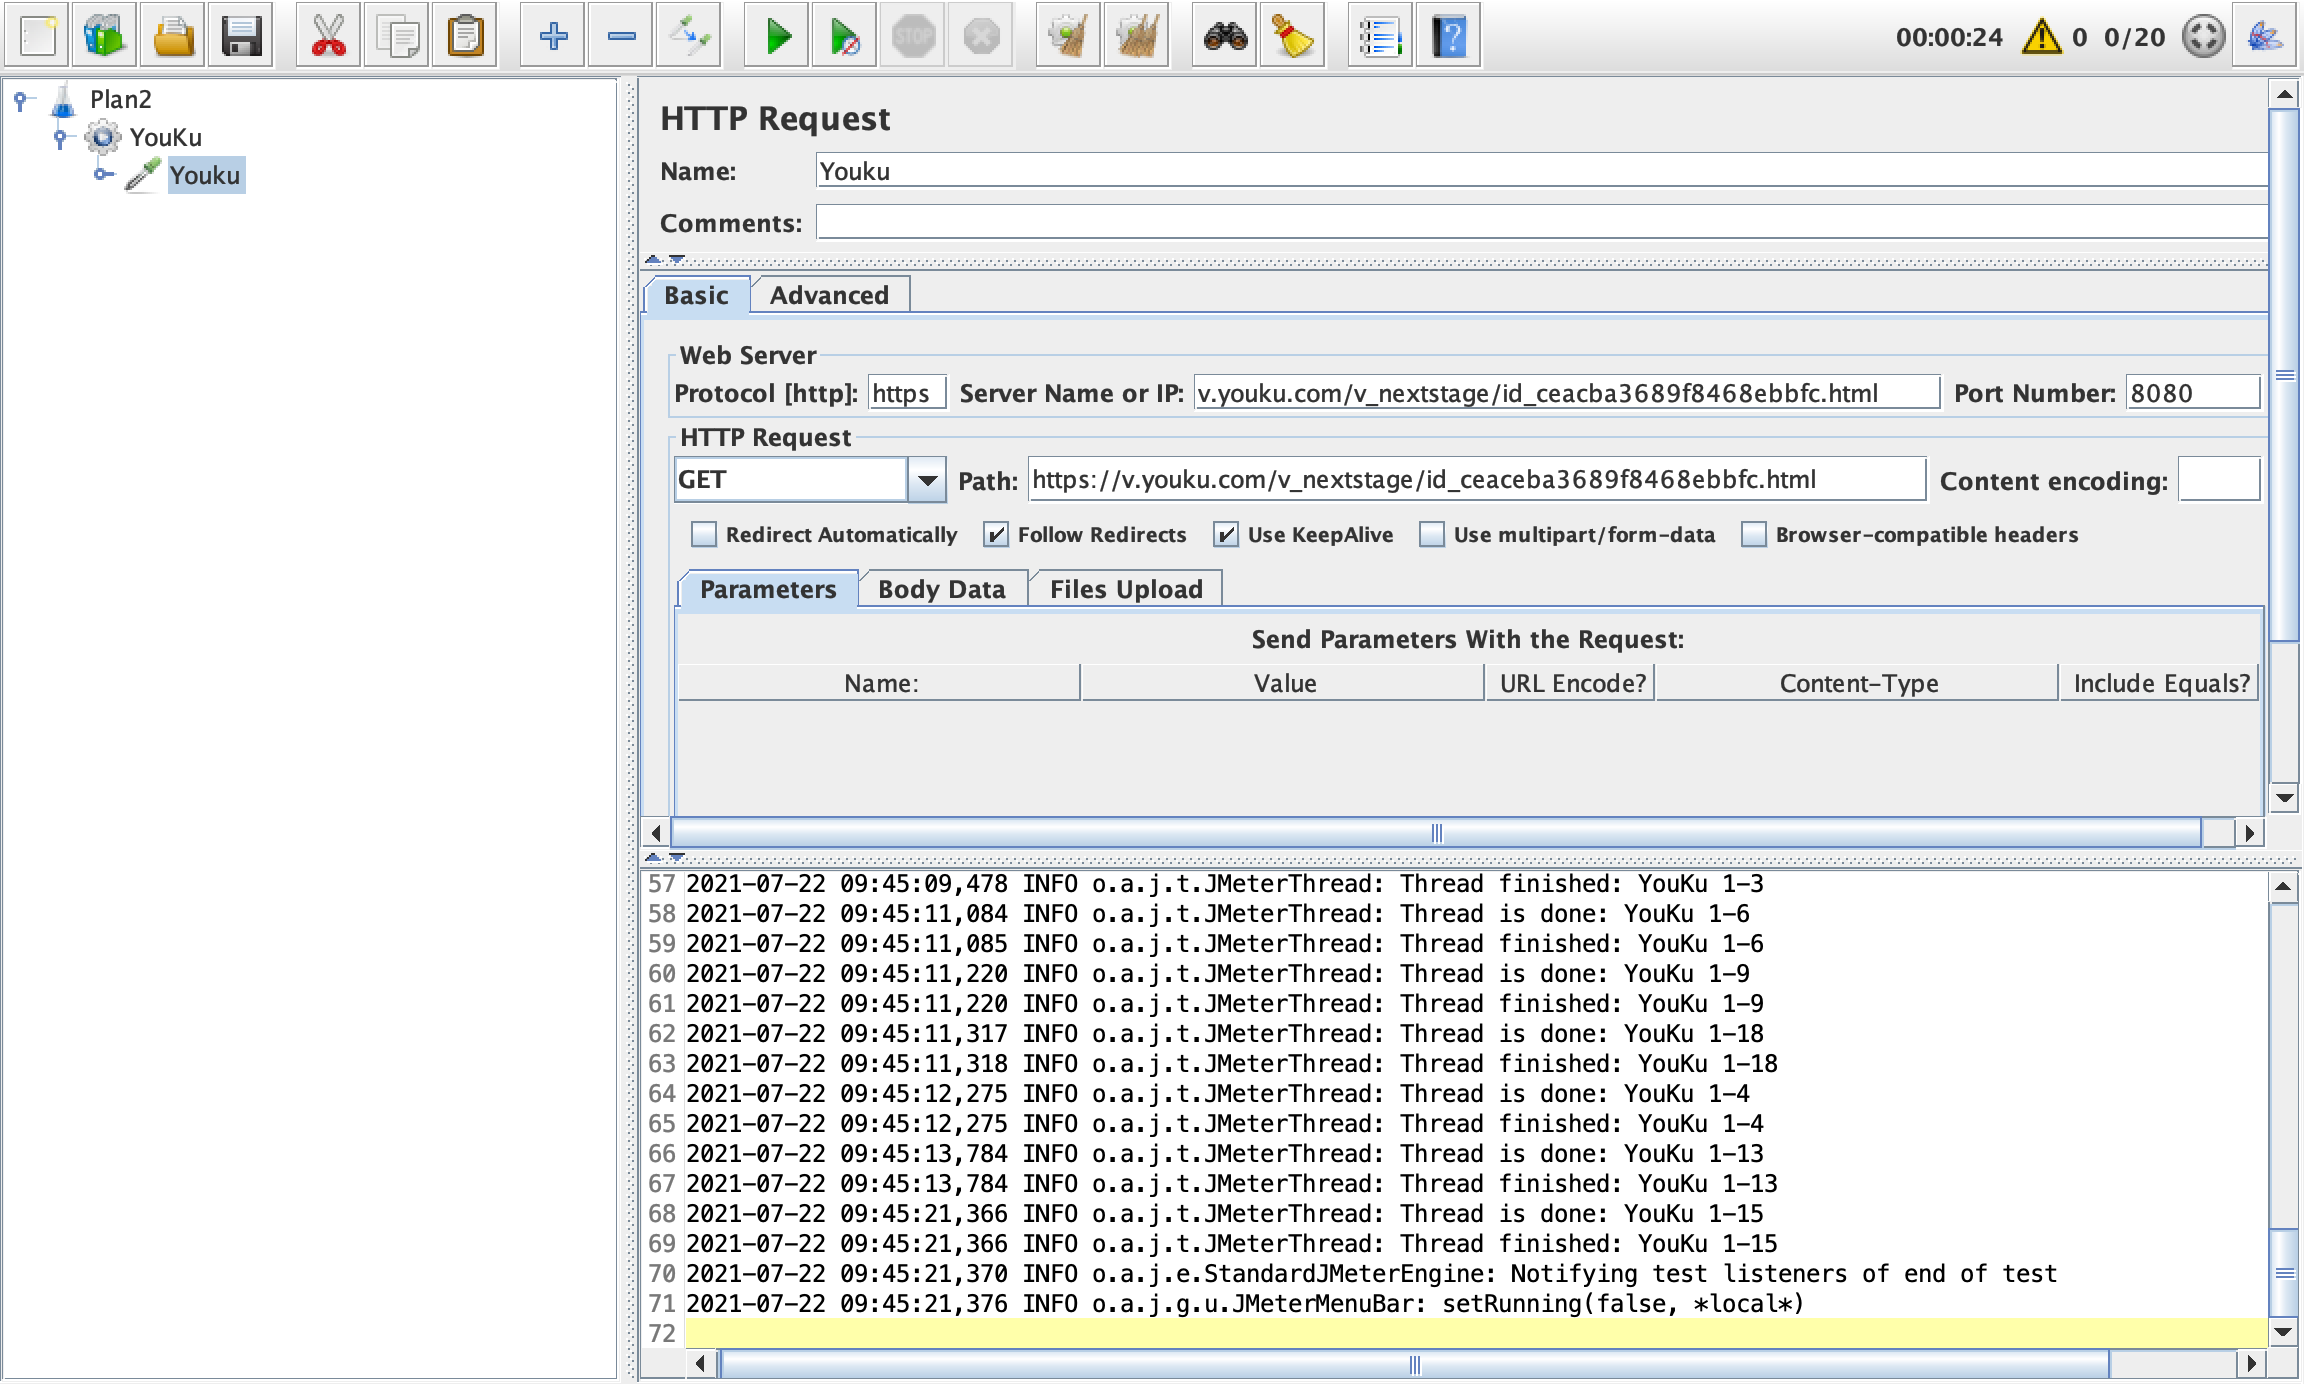 STOP
00:00:24
0
0/20
Plan2
YouKu
Youku
HTTP Request
Name: Youku
Comments:
Basic Advanced
Web Server
Protocol [http]: https Server Name or IP: v.youku.com/v_nextstage/id_ceacba3689f8468ebbfc.html Port Number: 8080
HTTP Request
GET Path: https://v.youku.com/v_nextstage/id_ceaceba3689f8468ebbfc.html Content encoding:
Redirect Automatically Follow Redirects Use KeepAlive Use multipart/form-data Browser-compatible headers
Parameters Body Data Files Upload
Send Parameters With the Request:
Name: Value URL Encode? Content-Type Include Equals?
57 2021-07-22 09:45:09,478 INFO o.a.j.t.JMeterThread: Thread finished: YouKu 1-3
58 2021-07-22 09:45:11,084 INFO o.a.j.t.JMeterThread: Thread is done: YouKu 1-6
59 2021-07-22 09:45:11,085 INFO o.a.j.t.JMeterThread: Thread finished: YouKu 1-6
60 2021-07-22 09:45:11,220 INFO o.a.j.t.JMeterThread: Thread is done: YouKu 1-9
61 2021-07-22 09:45:11,220 INFO o.a.j.t.JMeterThread: Thread finished: YouKu 1-9
62 2021-07-22 09:45:11,317 INFO o.a.j.t.JMeterThread: Thread is done: YouKu 1-18
63 2021-07-22 09:45:11,318 INFO o.a.j.t.JMeterThread: Thread finished: YouKu 1-18
64 2021-07-22 09:45:12,275 INFO o.a.j.t.JMeterThread: Thread is done: YouKu 1-4
65 2021-07-22 09:45:12,275 INFO o.a.j.t.JMeterThread: Thread finished: YouKu 1-4
66 2021-07-22 09:45:13,784 INFO o.a.j.t.JMeterThread: Thread is done: YouKu 1-13
67 2021-07-22 09:45:13,784 INFO o.a.j.t.JMeterThread: Thread finished: YouKu 1-13
68 2021-07-22 09:45:21,366 INFO o.a.j.t.JMeterThread: Thread is done: YouKu 1-15
69 2021-07-22 09:45:21,366 INFO o.a.j.t.JMeterThread: Thread finished: YouKu 1-15
70 2021-07-22 09:45:21,370 INFO o.a.j.e.StandardJMeterEngine: Notifying test listeners of end of test
71 2021-07-22 09:45:21,376 INFO o.a.j.g.u.JMeterMenuBar: setRunning(false, *local*)
72